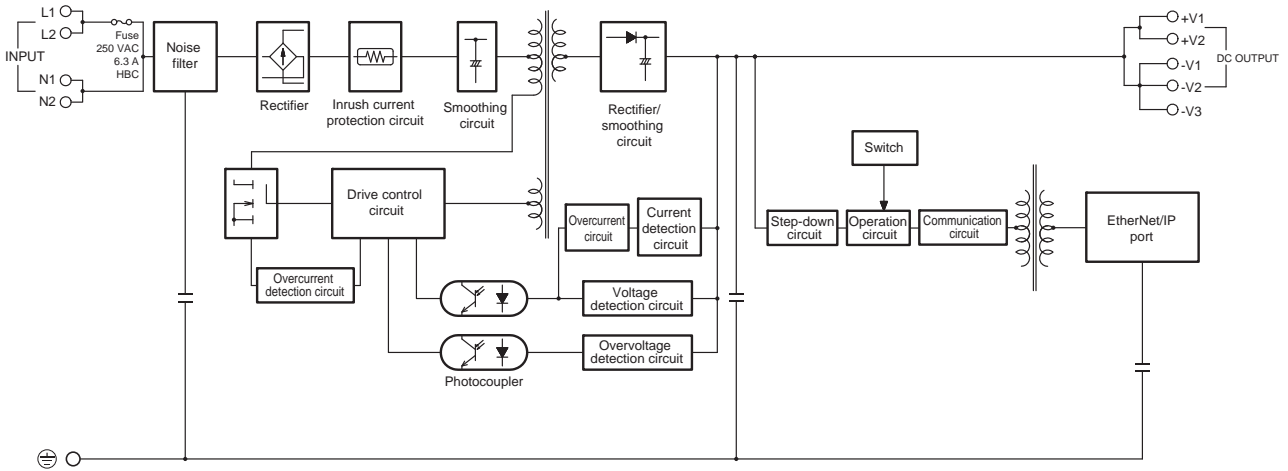 L1
L2
INPUT
N1
N2
Fuse
250 VAC
6.3 A
HBC
Noise
filter
Rectifier
Inrush current
protection circuit
Smoothing
circuit
Rectifier/
smoothing
circuit
+V1
+V2
-V1
-V2
-V3
DC OUTPUT
Drive control
circuit
Overcurrent
detection circuit
Overcurrent
circuit
Current
detection
circuit
Voltage
detection circuit
Overvoltage
detection circuit
Photocoupler
Switch
Step-down
circuit
Operation
circuit
Communication
circuit
EtherNet/IP
port